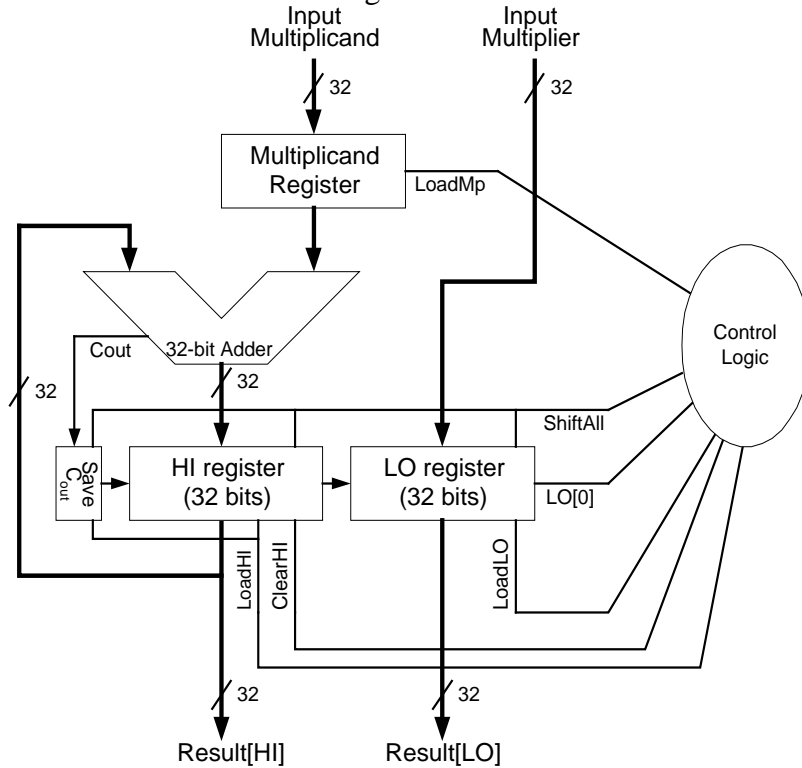 Input
Multiplicand
Input
Multiplier
32
32
Multiplicand
Register
LoadMp
Control
Logic
Cout
32-bit Adder
32
32
ShiftAll
Save
Cout
HI register
(32 bits)
LO register
(32 bits)
LO[0]
LoadHI
ClearHI
LoadLO
32
32
Result[HI]
Result[LO]